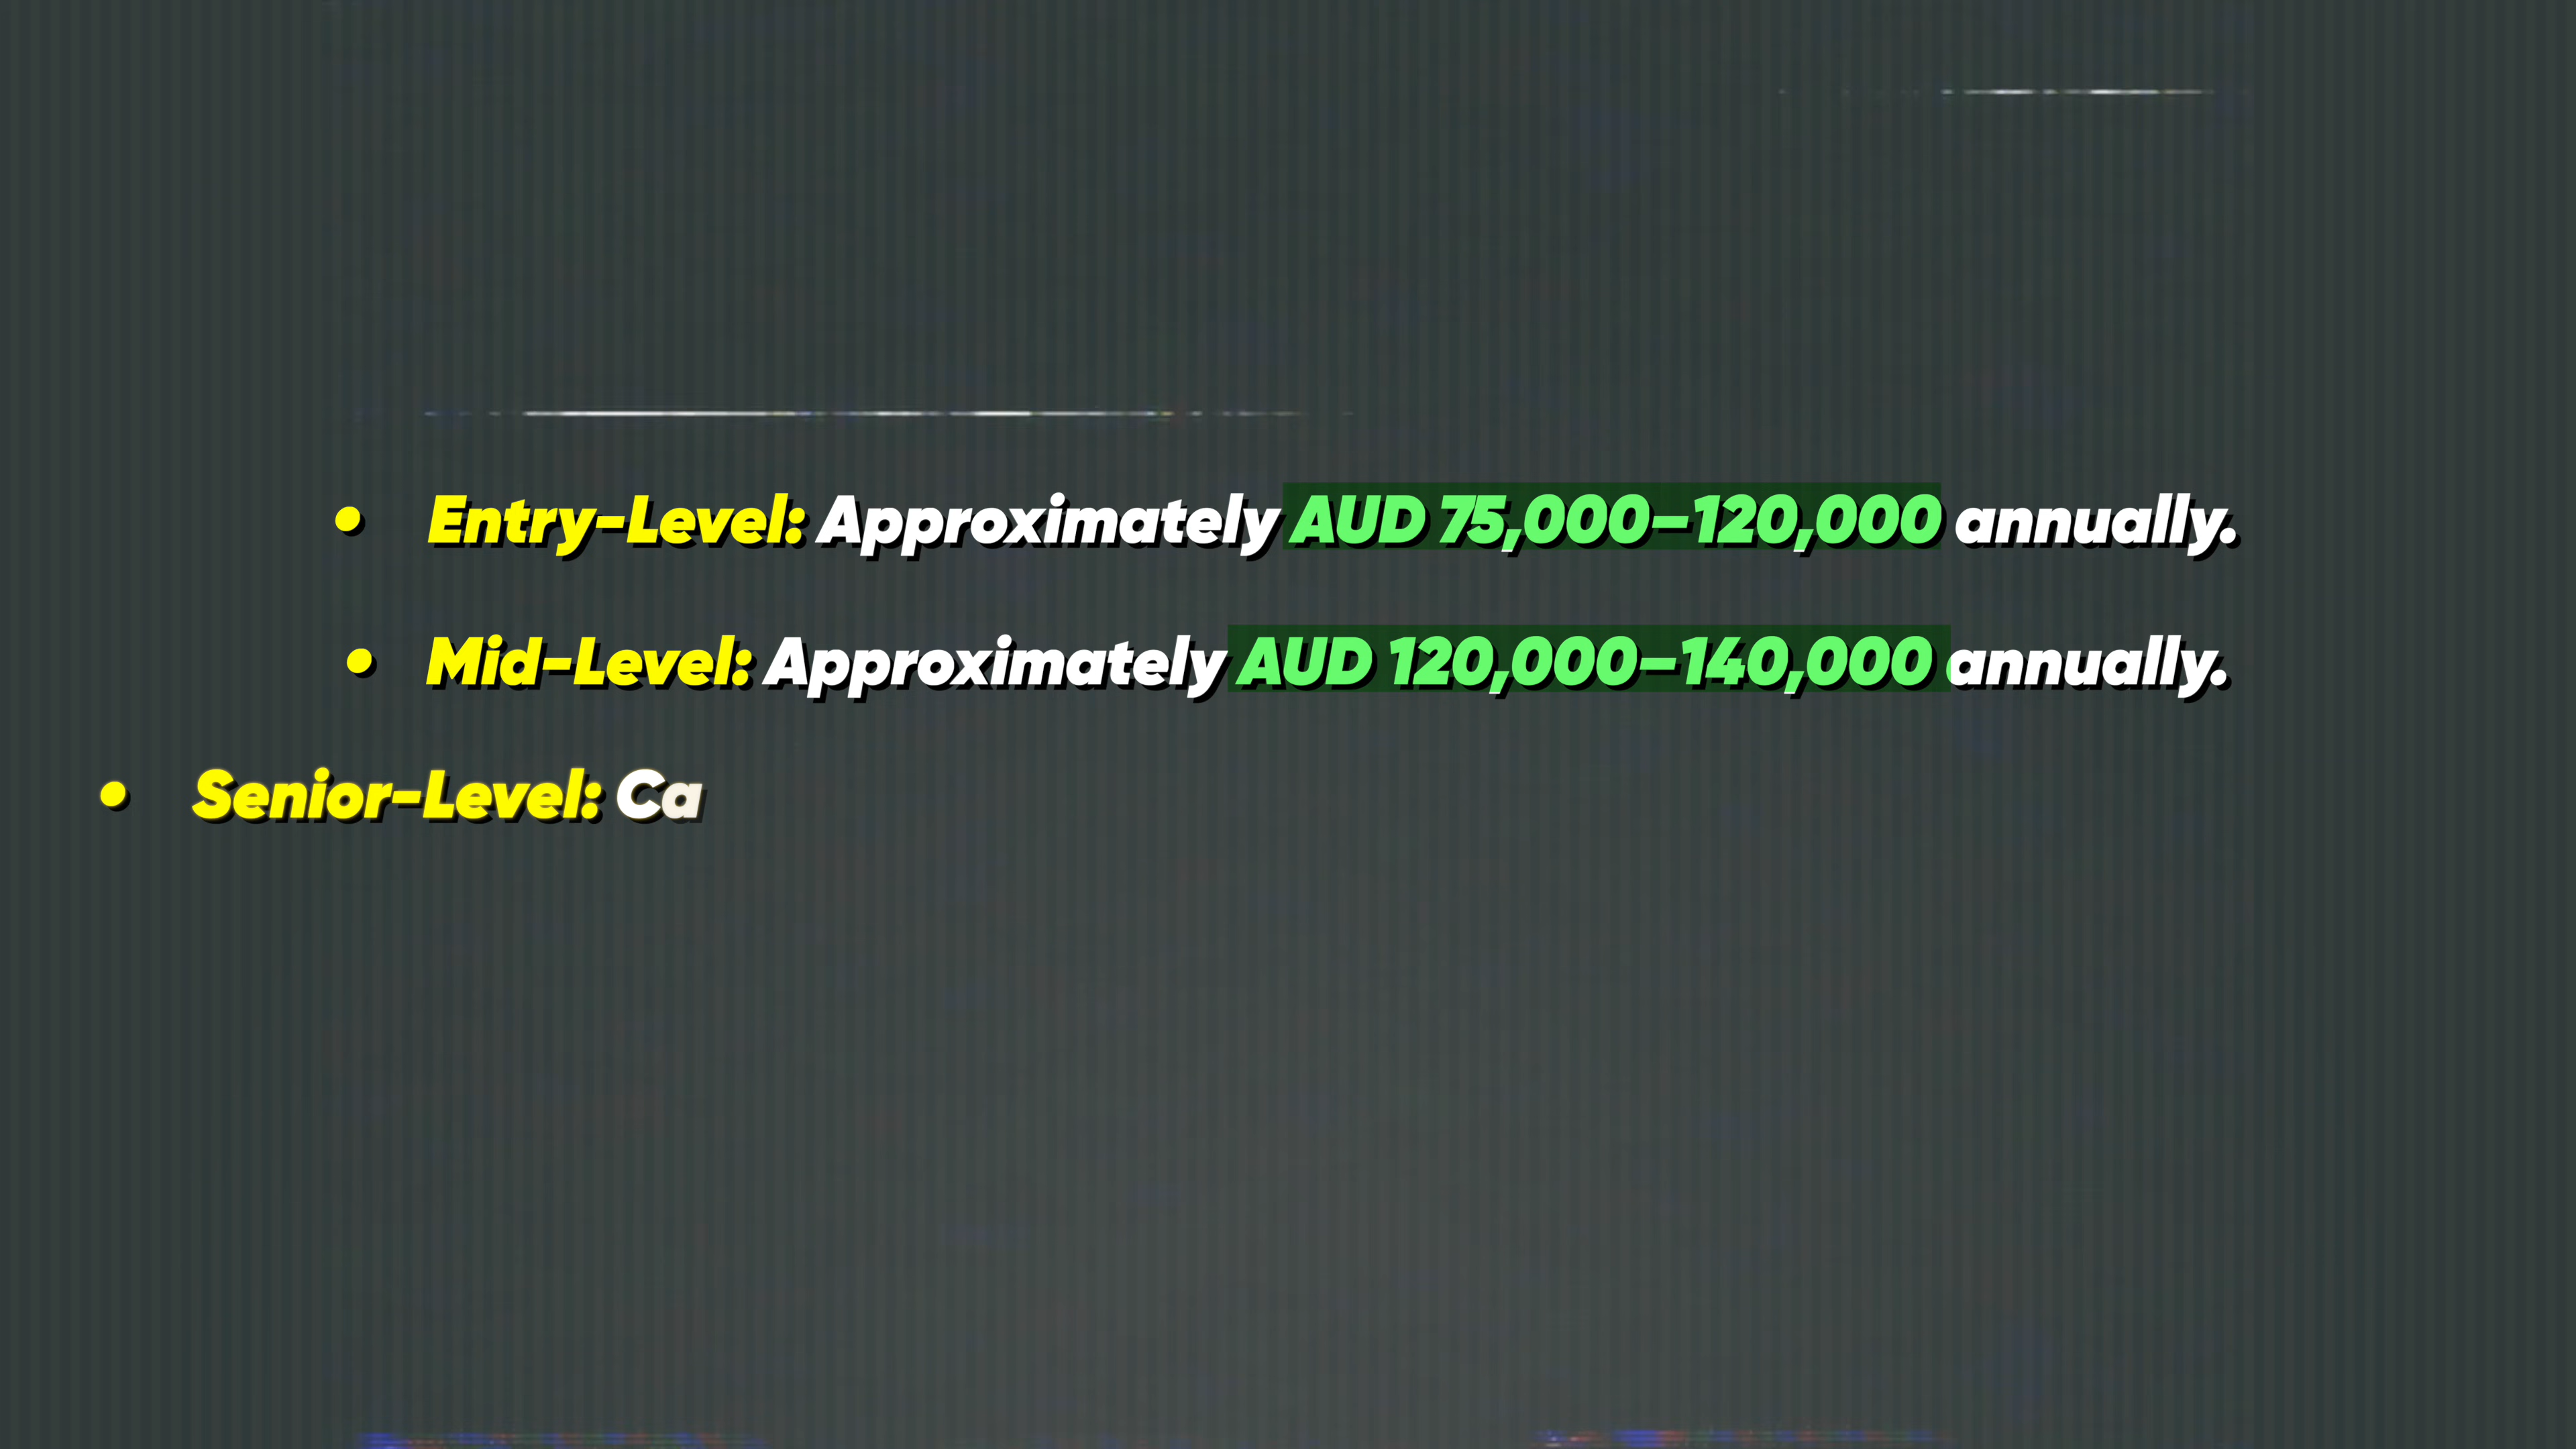 • Entry-Level: Approximately AUD 75,000–120,000 annually.
• Mid-Level: Approximately AUD 120,000–140,000 annually.
• Senior-Level: Ca